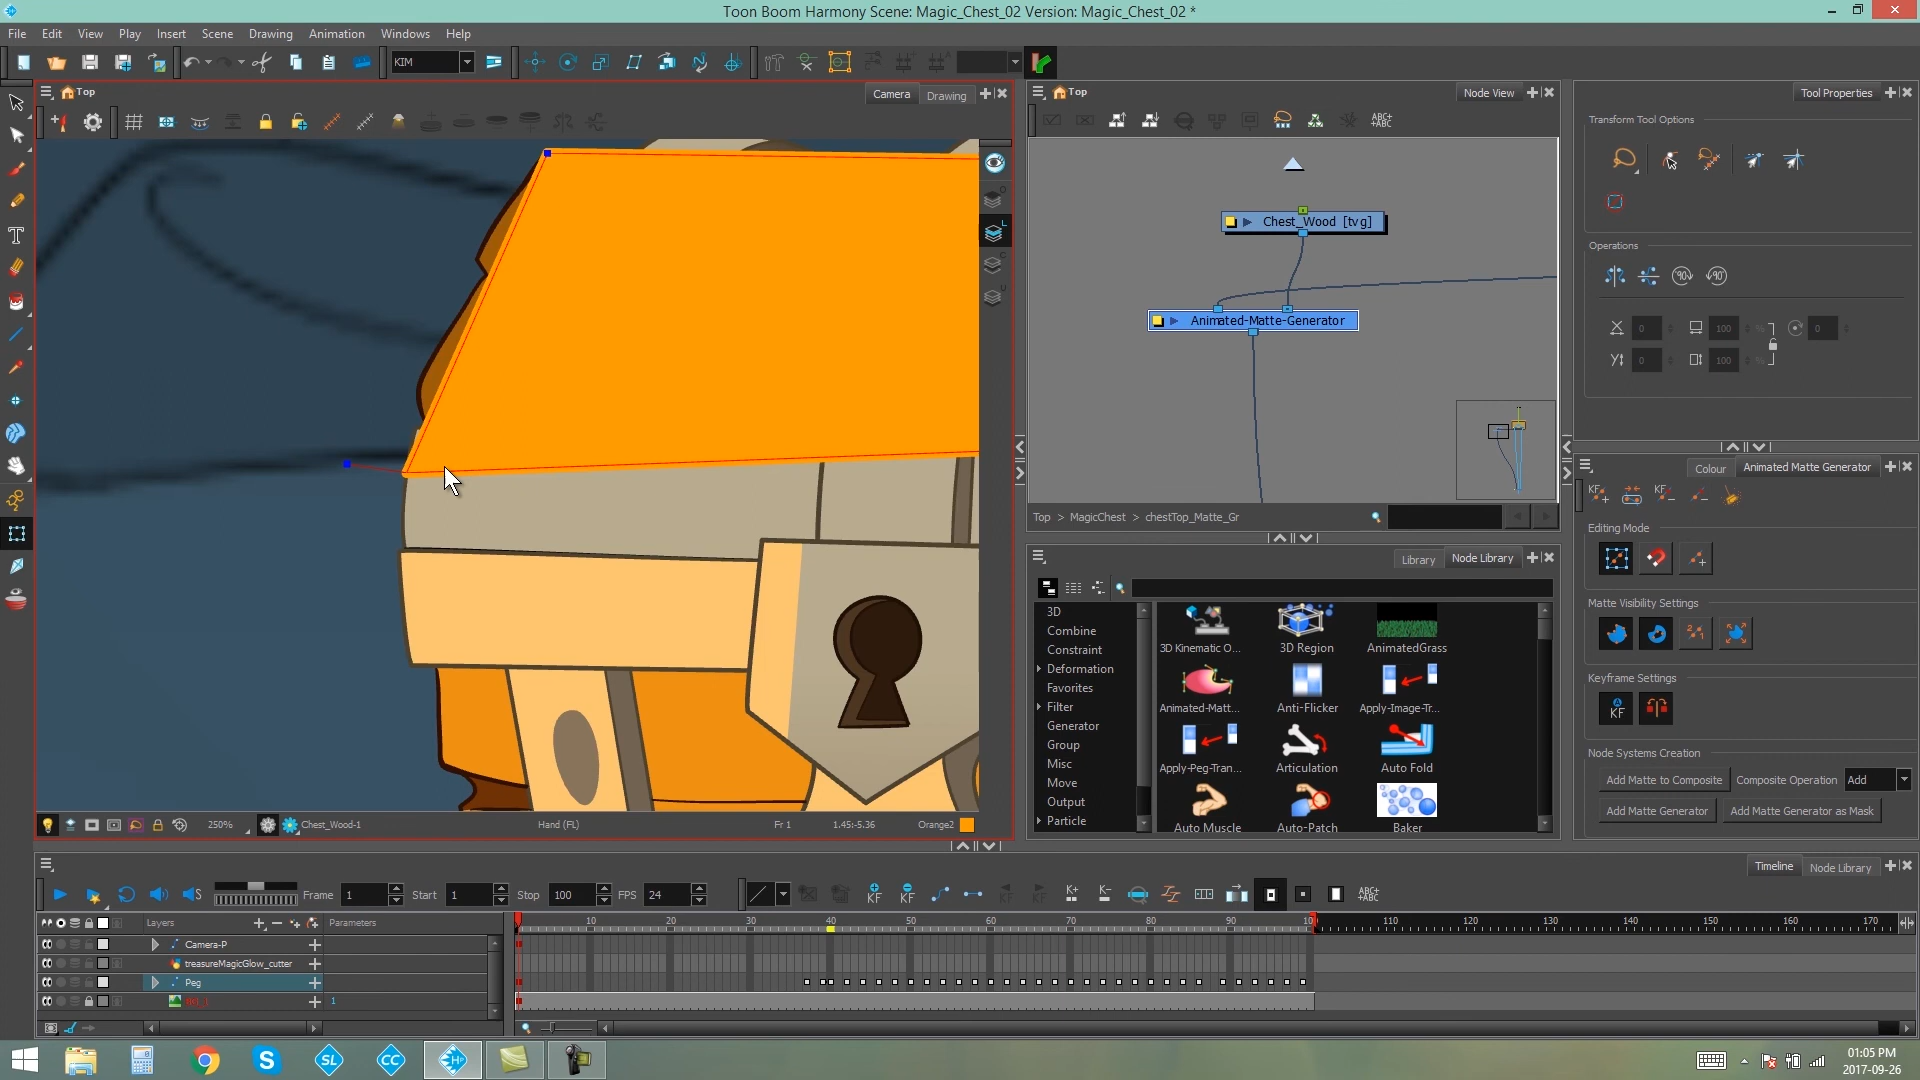 Toon Boom Harmony Scene: Magic_Chest_02 Version: Magic_Chest_02 *
File Edit View Play Insert Scene Drawing Animation Windows Help
KIM
Top Camera Drawing
Top Node View
Tool Properties
Transform Tool Options
Operations
0 100 0
0 100
Chest_Wood [tvg]
Animated-Matte-Generator
Top > MagicChest > chestTop_Matte_Gr
Colour Animated Matte Generator
Editing Mode
Matte Visibility Settings
Keyframe Settings
KF
Node Systems Creation
Add Matte to Composite Composite Operation Add
Add Matte Generator Add Matte Generator as Mask
Library Node Library
3D
Combine
Constraint
Deformation
Favorites
Filter
Generator
Group
Misc
Move
Output
Particle
3D Kinematic O... 3D Region AnimatedGrass
Animated-Matt... Anti-Flicker Apply-Image-Tr...
Apply-Peg-Tran... Articulation Auto Fold
Auto Muscle Auto-Patch Baker
250% Chest_Wood-1 Hand (FL) Fr 1 1.45:-5.36 Orange2
Timeline Node Library
Frame 1 Start 1 Stop 100 FPS 24
Layers Parameters
10 20 30 40 50 60 70 80 90 10 110 120 130 140 150 160 170
Camera-P
treasureMagicGlow_cutter
Peg
1
01:05 PM
2017-09-26